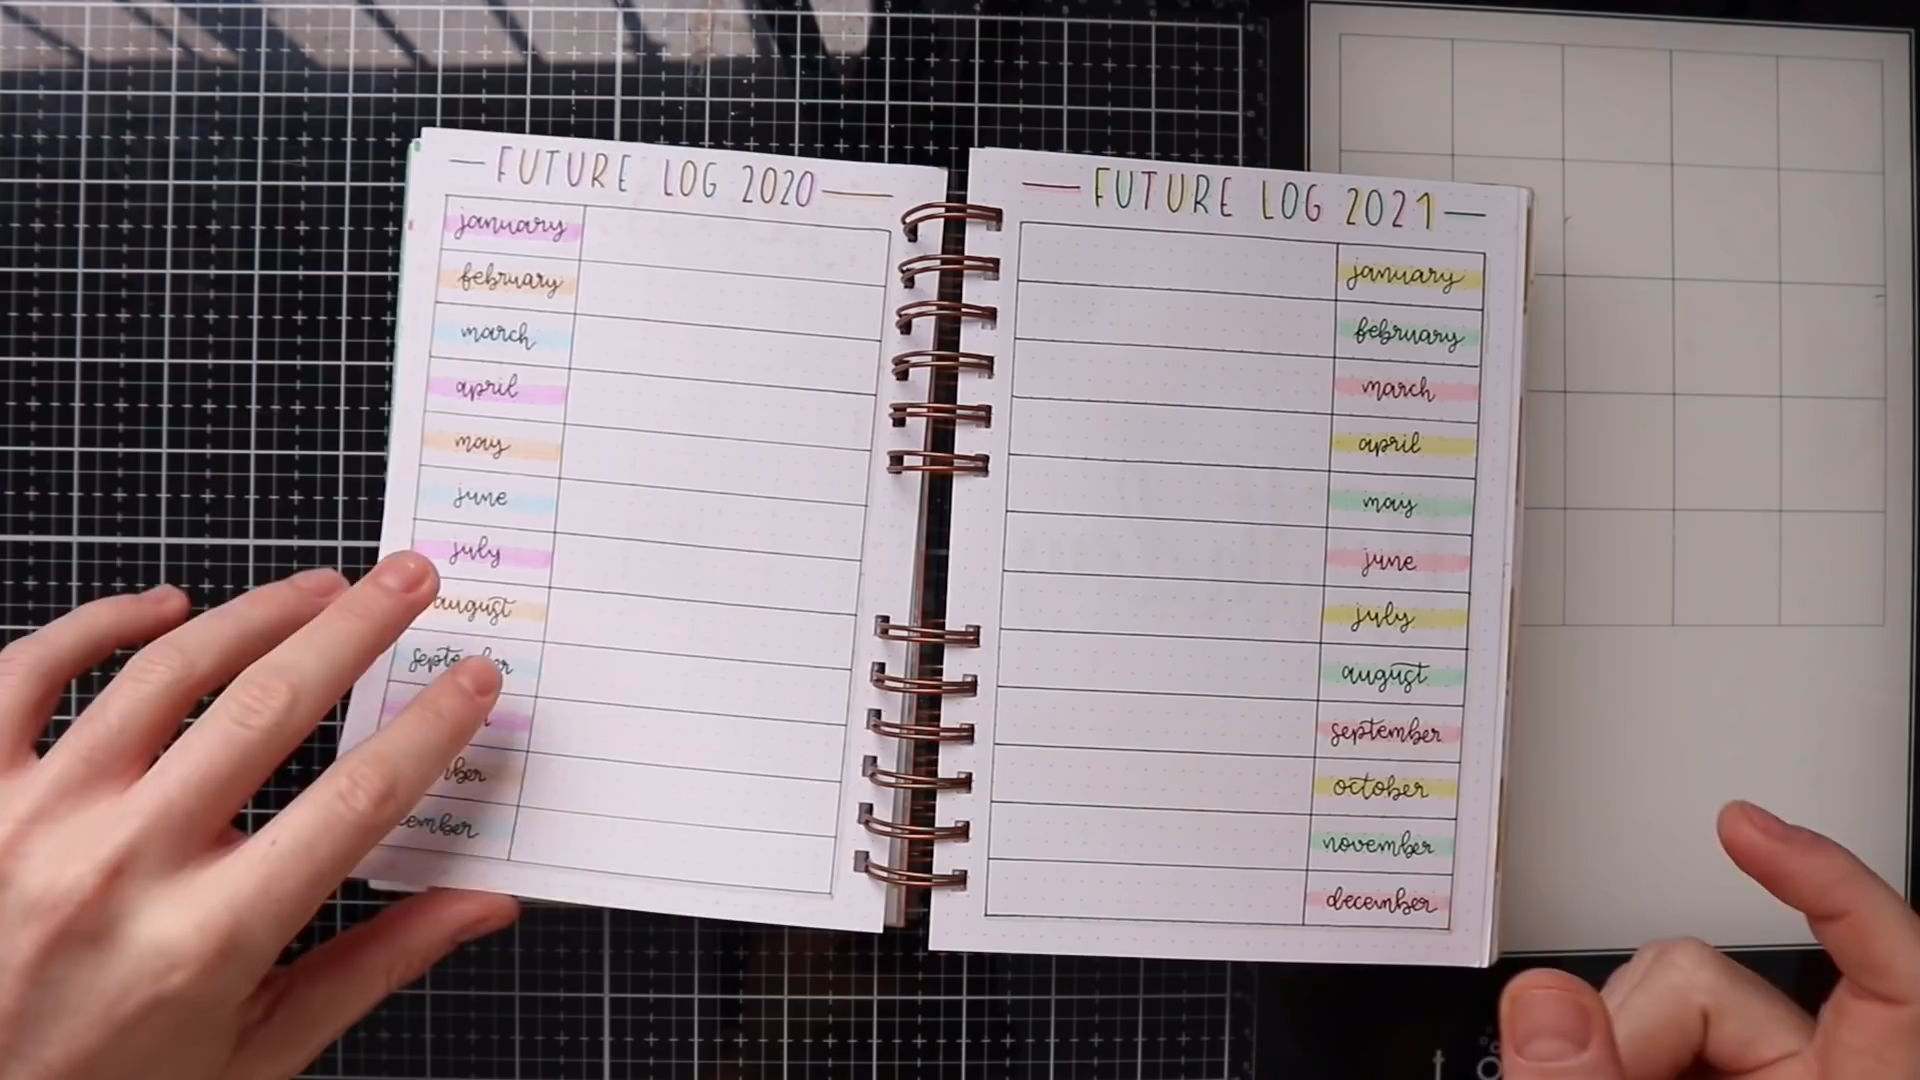 FUTURE LOG 2020
january
february
march
april
may
june
july
august
FUTURE LOG 2021
january
february
march
april
may
june
july
august
september
october
november
december